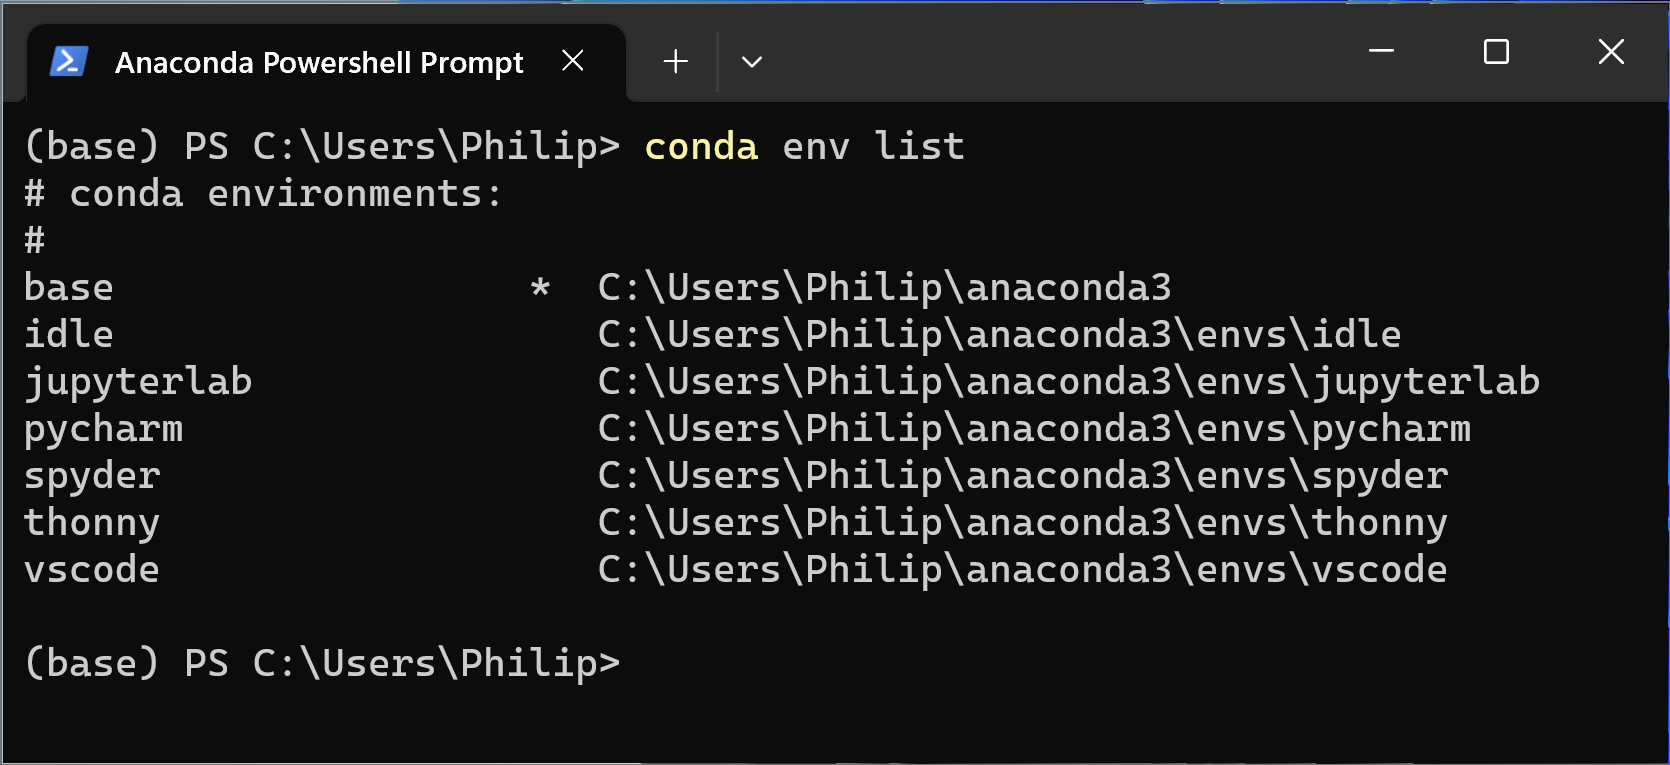 Anaconda Powershell Prompt
(base) PS C:\Users\Philip> conda env list
# conda environments:
#
base                  *  C:\Users\Philip\anaconda3
idle                     C:\Users\Philip\anaconda3\envs\idle
jupyterlab               C:\Users\Philip\anaconda3\envs\jupyterlab
pycharm                  C:\Users\Philip\anaconda3\envs\pycharm
spyder                   C:\Users\Philip\anaconda3\envs\spyder
thonny                   C:\Users\Philip\anaconda3\envs\thonny
vscode                   C:\Users\Philip\anaconda3\envs\vscode
(base) PS C:\Users\Philip>